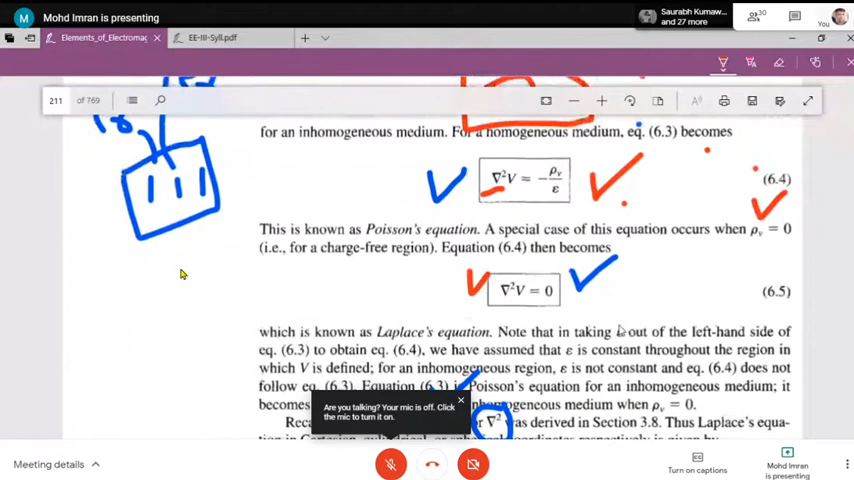 Mohd Imran is presenting
Saurabh Kumaw...
and 27 more
30
You
Elements_of_Electromag
EE-III-Syll.pdf
211 of 769
18
for an inhomogeneous medium. For a homogeneous medium, eq. (6.3) becomes
∇²V = −ρv/ε (6.4)
This is known as Poisson's equation. A special case of this equation occurs when ρv = 0
(i.e., for a charge-free region). Equation (6.4) then becomes
∇²V = 0 (6.5)
which is known as Laplace's equation. Note that in taking out of the left-hand side of
eq. (6.3) to obtain eq. (6.4), we have assumed that ε is constant throughout the region in
which V is defined; for an inhomogeneous region, ε is not constant and eq. (6.4) does not
follow eq. (6.3). Equation (6.3) is Poisson's equation for an inhomogeneous medium; it
becomes homogeneous medium when ρv = 0.
Are you talking? Your mic is off. Click
the mic to turn it on.
∇² was derived in Section 3.8. Thus Laplace's equa-
Meeting details
Turn on captions
Mohd Imran
is presenting